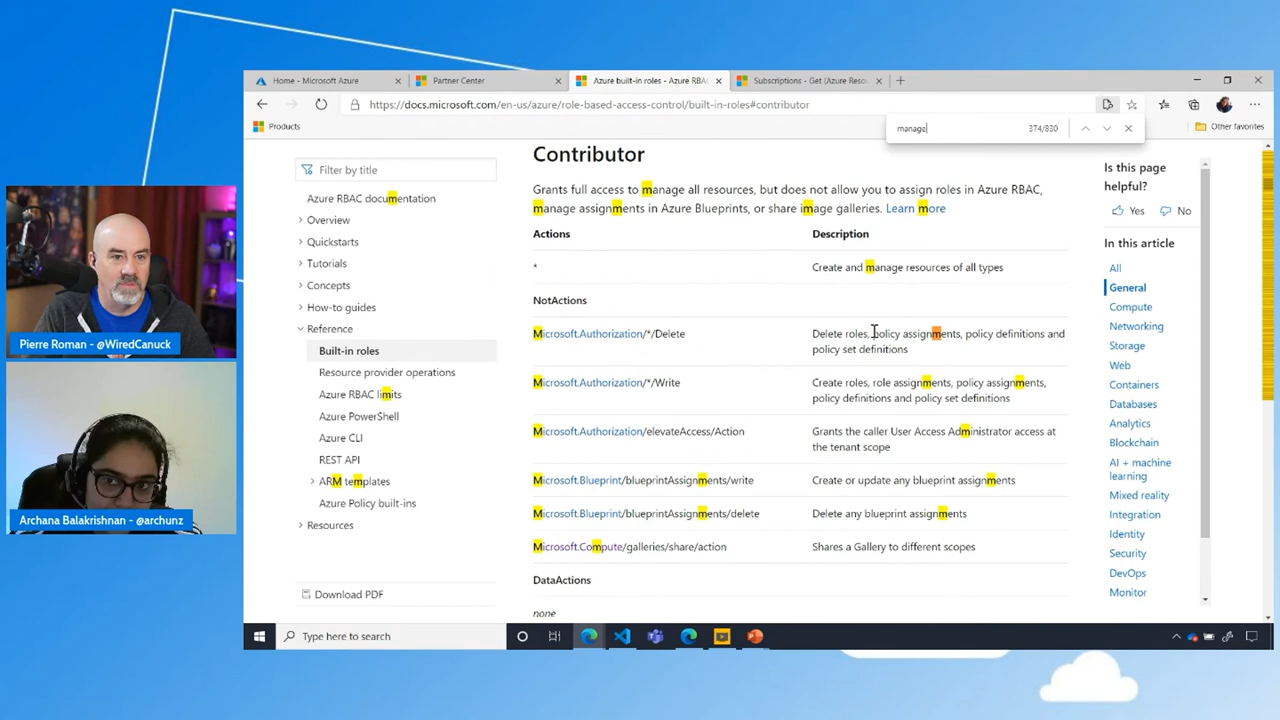 Home - Microsoft Azure
Partner Center
Azure built-in roles - Azure RBA
Subscriptions - Get (Azure Reso
https://docs.microsoft.com/en-us/azure/role-based-access-control/built-in-roles#contributor
Products
manage
374/830
Other favorites
Filter by title
Azure RBAC documentation
Overview
Quickstarts
Tutorials
Concepts
How-to guides
Reference
Built-in roles
Resource provider operations
Azure RBAC limits
Azure PowerShell
Azure CLI
REST API
ARM templates
Azure Policy built-ins
Resources
Download PDF
Contributor
Grants full access to manage all resources, but does not allow you to assign roles in Azure RBAC,
manage assignments in Azure Blueprints, or share image galleries. Learn more
Actions Description
* Create and manage resources of all types
NotActions
Microsoft.Authorization/*/Delete Delete roles, policy assignments, policy definitions and
policy set definitions
Microsoft.Authorization/*/Write Create roles, role assignments, policy assignments,
policy definitions and policy set definitions
Microsoft.Authorization/elevateAccess/Action Grants the caller User Access Administrator access at
the tenant scope
Microsoft.Blueprint/blueprintAssignments/write Create or update any blueprint assignments
Microsoft.Blueprint/blueprintAssignments/delete Delete any blueprint assignments
Microsoft.Compute/galleries/share/action Shares a Gallery to different scopes
DataActions
none
Is this page
helpful?
Yes No
In this article
All
General
Compute
Networking
Storage
Web
Containers
Databases
Analytics
Blockchain
AI + machine
learning
Mixed reality
Integration
Identity
Security
DevOps
Monitor
Pierre Roman - @WiredCanuck
Archana Balakrishnan - @archunz
Type here to search